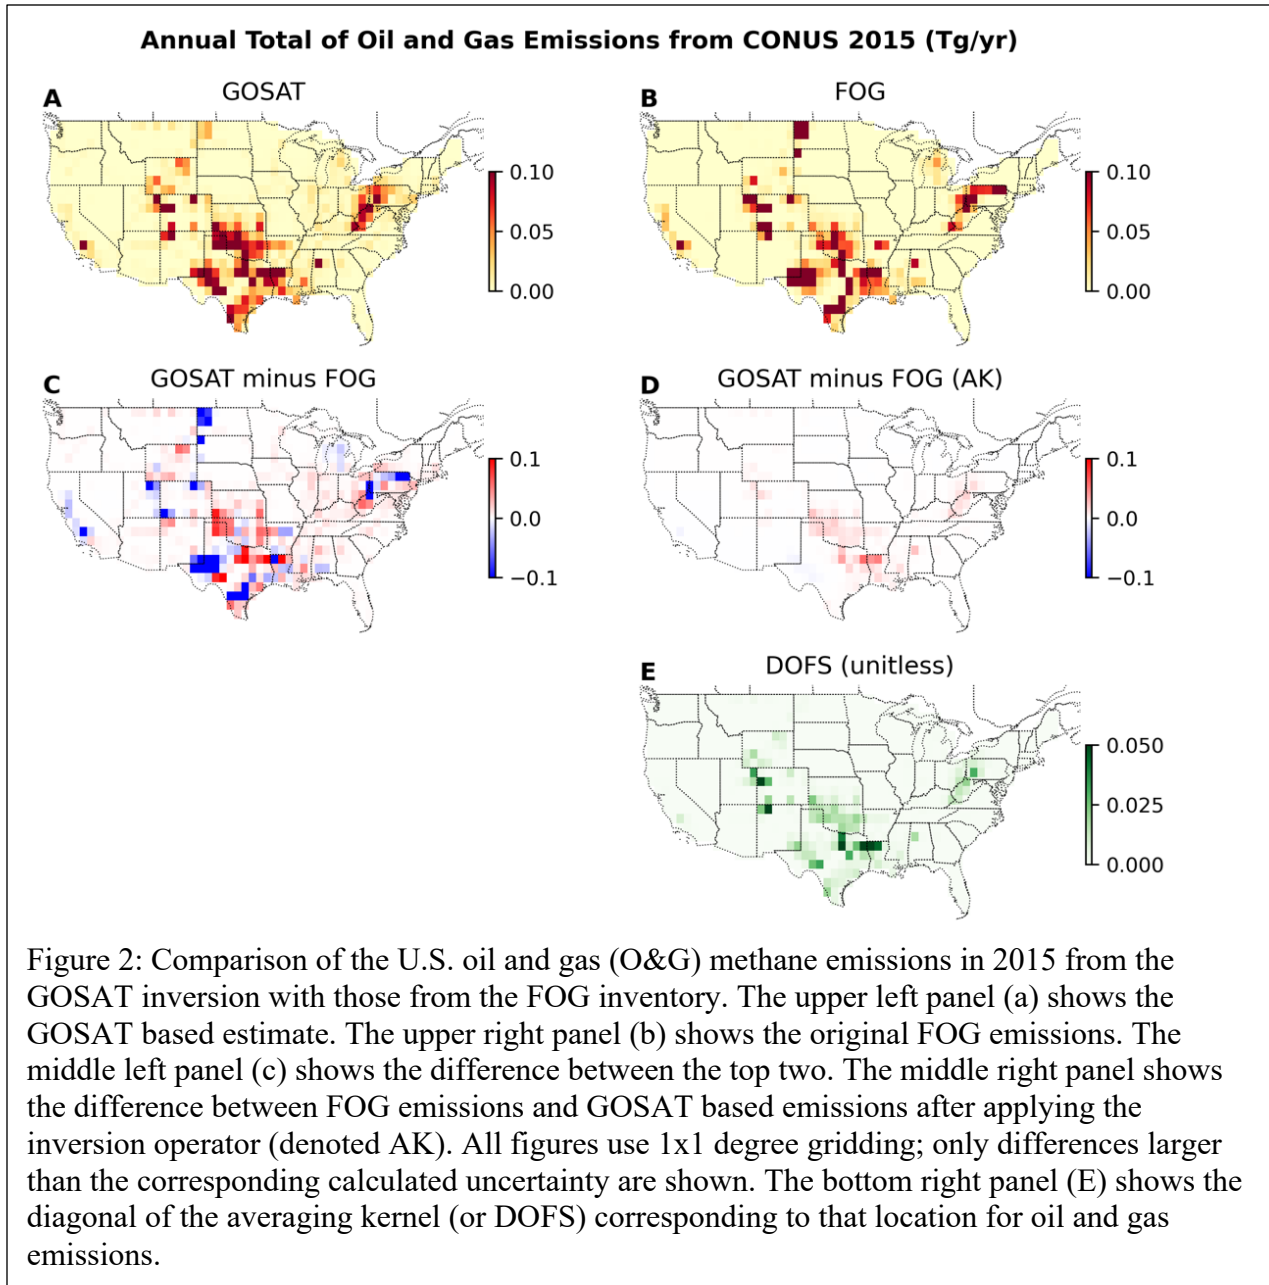 Annual Total of Oil and Gas Emissions from CONUS 2015 (Tg/yr)
A
GOSAT
0.10
0.05
0.00
B
FOG
0.10
0.05
0.00
C
GOSAT minus FOG
0.1
0.0
−0.1
D
GOSAT minus FOG (AK)
0.1
0.0
−0.1
E
DOFS (unitless)
0.050
0.025
0.000
Figure 2: Comparison of the U.S. oil and gas (O&G) methane emissions in 2015 from the
GOSAT inversion with those from the FOG inventory. The upper left panel (a) shows the
GOSAT based estimate. The upper right panel (b) shows the original FOG emissions. The
middle left panel (c) shows the difference between the top two. The middle right panel shows
the difference between FOG emissions and GOSAT based emissions after applying the
inversion operator (denoted AK). All figures use 1x1 degree gridding; only differences larger
than the corresponding calculated uncertainty are shown. The bottom right panel (E) shows the
diagonal of the averaging kernel (or DOFS) corresponding to that location for oil and gas
emissions.